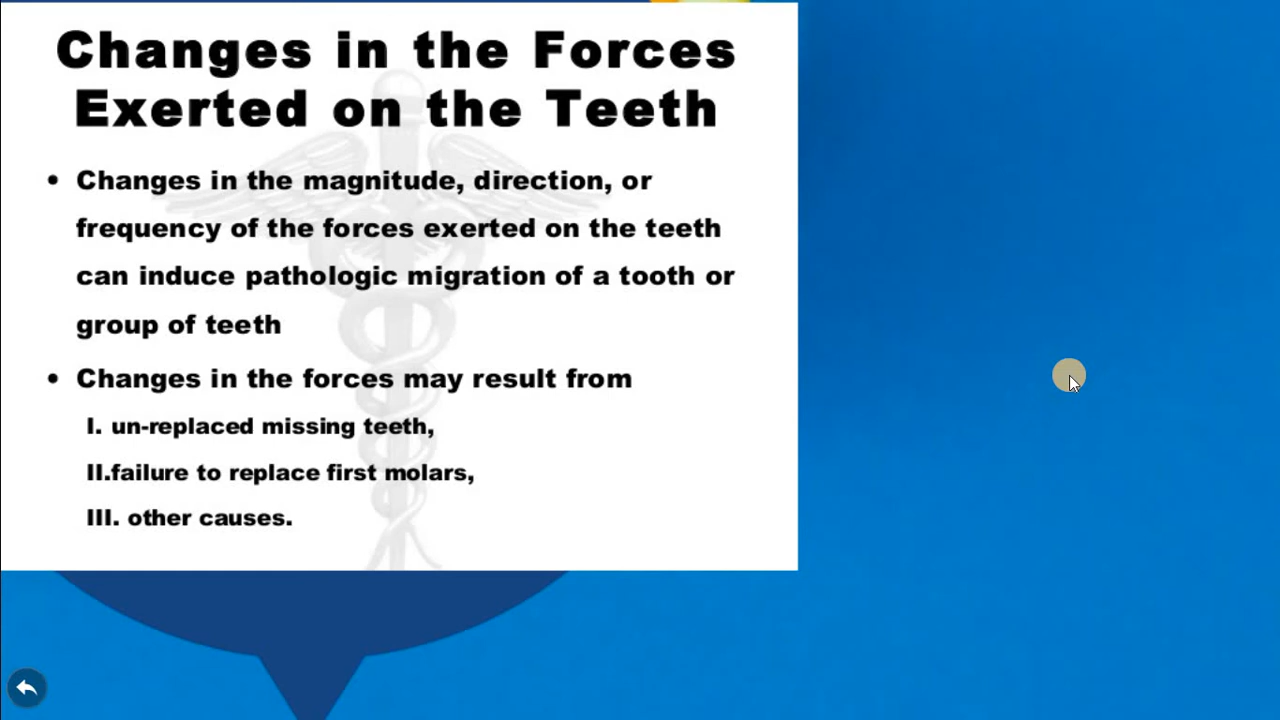 Changes in the Forces
Exerted on the Teeth
• Changes in the magnitude, direction, or
frequency of the forces exerted on the teeth
can induce pathologic migration of a tooth or
group of teeth
• Changes in the forces may result from
I. un-replaced missing teeth,
II.failure to replace first molars,
III. other causes.